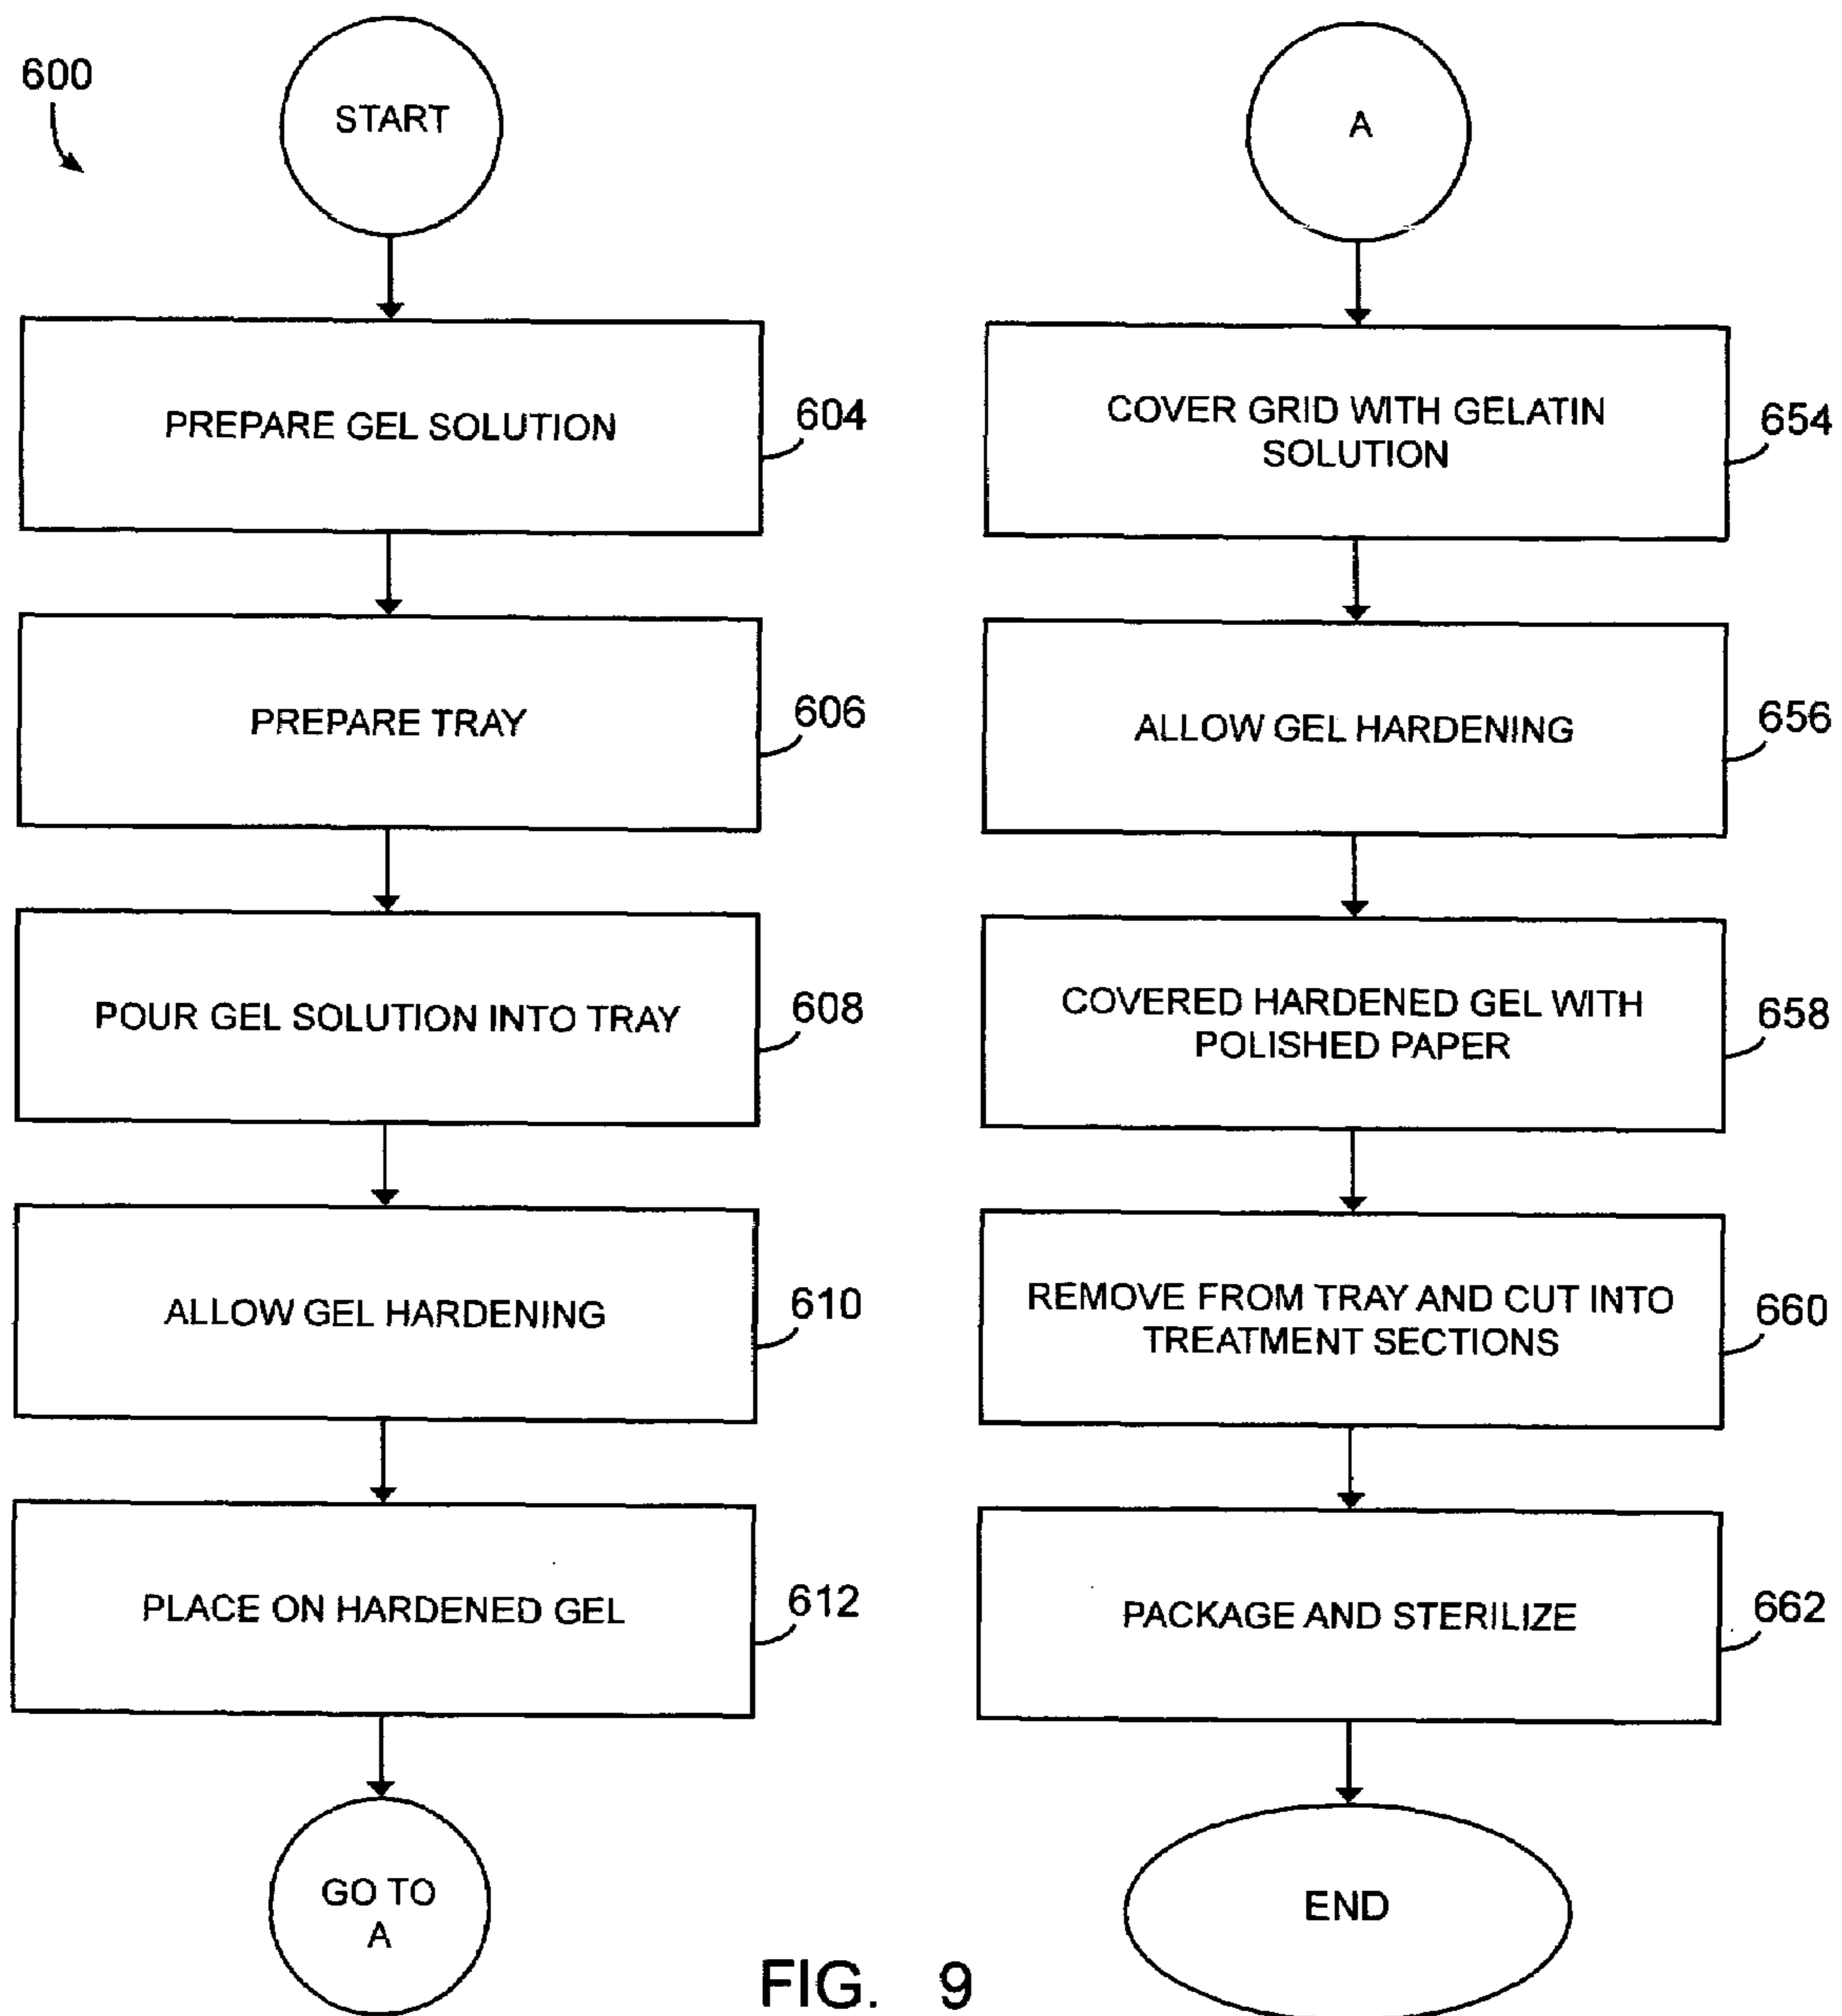 600
START
PREPARE GEL SOLUTION
604
PREPARE TRAY
606
POUR GEL SOLUTION INTO TRAY
608
ALLOW GEL HARDENING
610
PLACE ON HARDENED GEL
612
GO TO
A
A
COVER GRID WITH GELATIN
SOLUTION
654
ALLOW GEL HARDENING
656
COVERED HARDENED GEL WITH
POLISHED PAPER
658
REMOVE FROM TRAY AND CUT INTO
TREATMENT SECTIONS
660
PACKAGE AND STERILIZE
662
END
FIG. 9